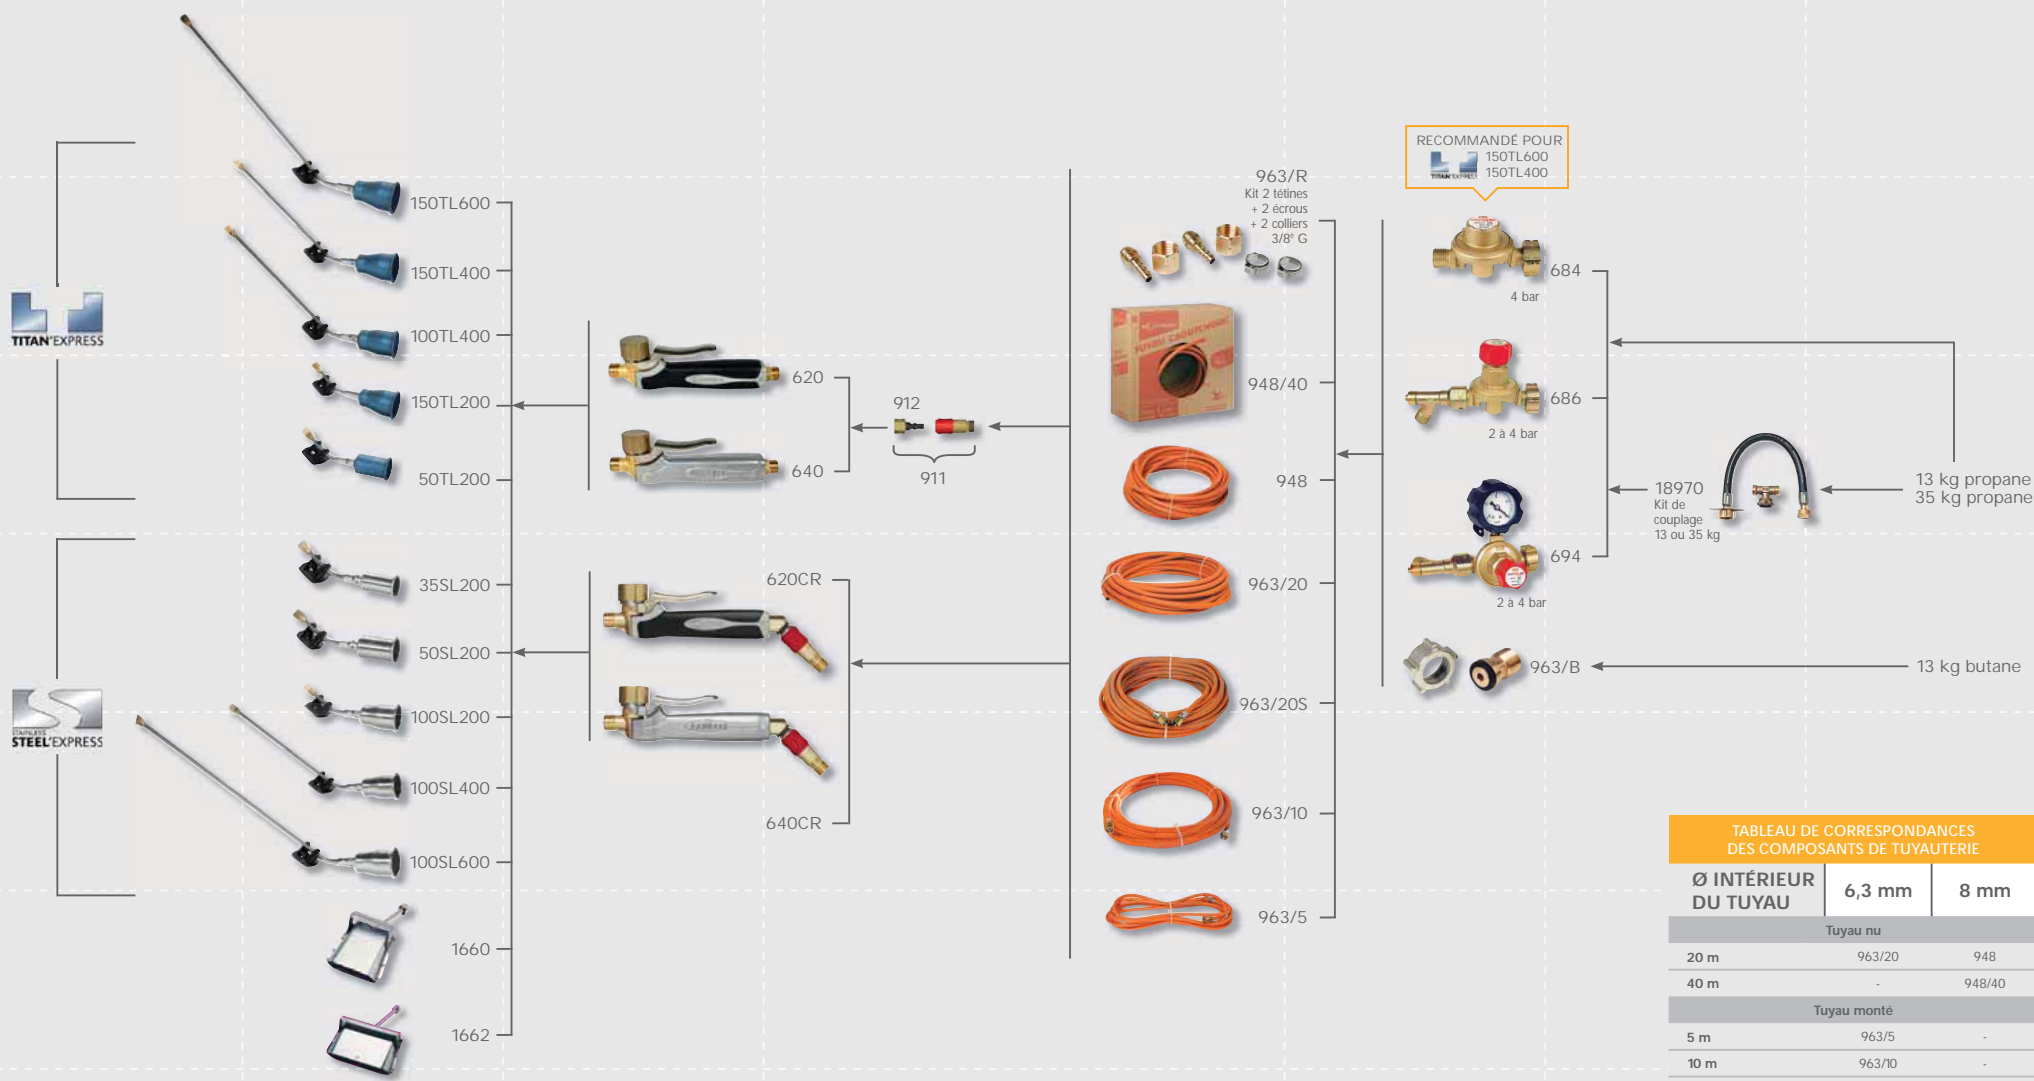 TITAN'EXPRESS
150TL600
150TL400
100TL400
150TL200
50TL200
STAINLESS
STEEL'EXPRESS
35SL200
50SL200
100SL200
100SL400
100SL600
1660
1662
620
640
912
911
620CR
640CR
963/R
Kit 2 tétines
+ 2 écrous
+ 2 colliers
3/8" G
948/40
948
963/20
963/20S
963/10
963/5
RECOMMANDÉ POUR
TITAN'EXPRESS
150TL600
150TL400
684
4 bar
686
2 à 4 bar
694
2 à 4 bar
963/B
18970
Kit de
couplage
13 ou 35 kg
13 kg propane
35 kg propane
13 kg butane
TABLEAU DE CORRESPONDANCES
DES COMPOSANTS DE TUYAUTERIE
Ø INTÉRIEUR
DU TUYAU
6,3 mm
8 mm
Tuyau nu
20 m 963/20 948
40 m - 948/40
Tuyau monté
5 m 963/5 -
10 m 963/10 -